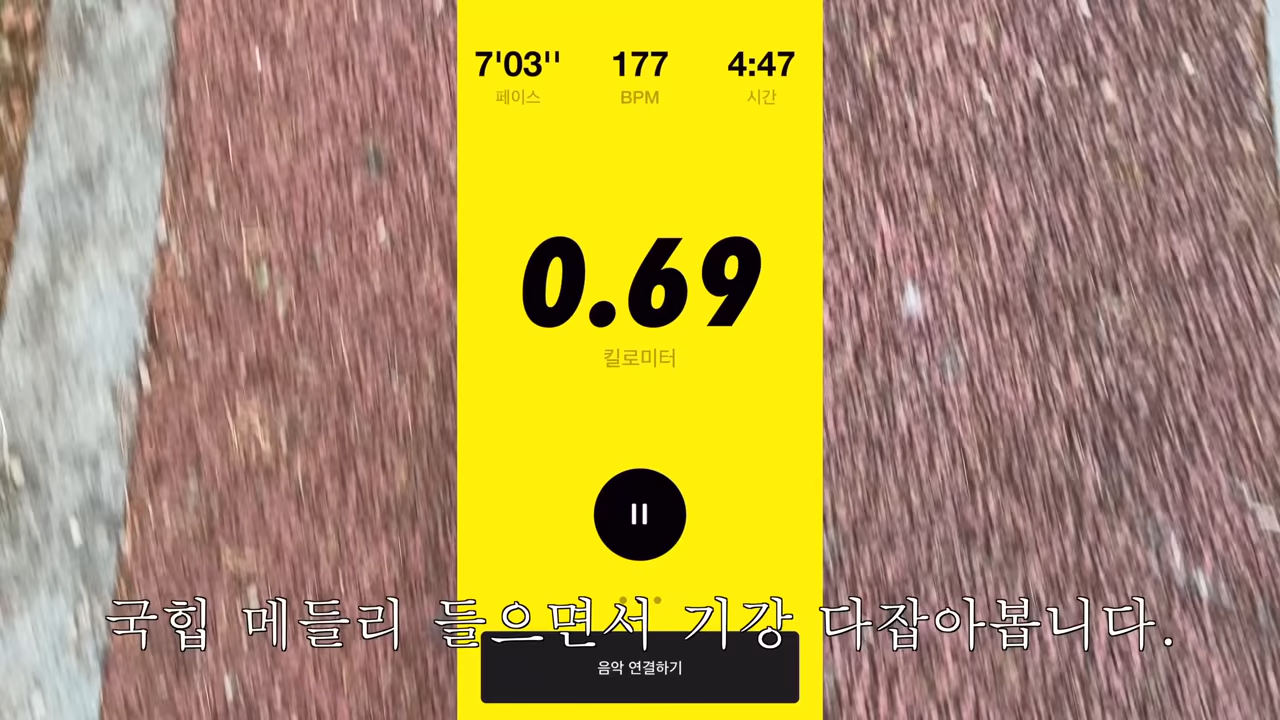 7'03'' 177 4:47
페이스 BPM 시간
0.69
킬로미터
국힙 메들리 들으면서 기강 다잡아봅니다.
음악 연결하기